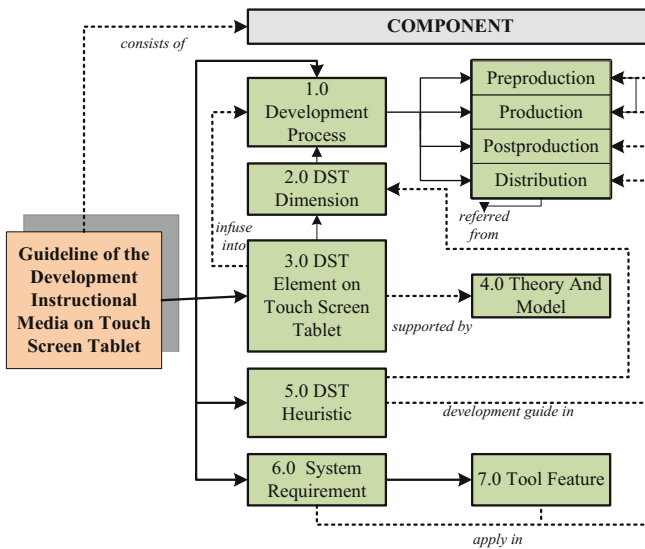 COMPONENT
consists of
1.0
Development
Process
Preproduction
Production
Postproduction
Distribution
2.0 DST
Dimension
infuse
into
referred
from
Guideline of the
Development
Instructional
Media on Touch
Screen Tablet
3.0 DST
Element on
Touch Screen
Tablet
supported by
4.0 Theory And
Model
5.0 DST
Heuristic
development guide in
6.0 System
Requirement
7.0 Tool Feature
apply in